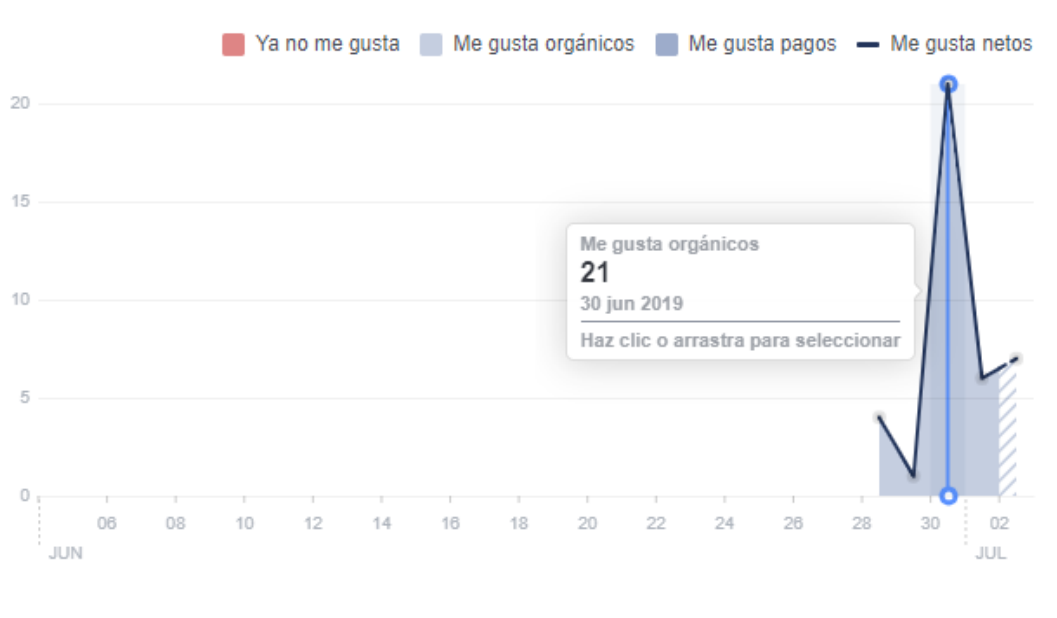 Ya no me gusta Me gusta orgánicos Me gusta pagos Me gusta netos
20
15
Me gusta orgánicos
21
30 jun 2019
Haz clic o arrastra para seleccionar
10
5
0
06 08 10 12 14 16 18 20 22 24 26 28 30 02
JUN JUL